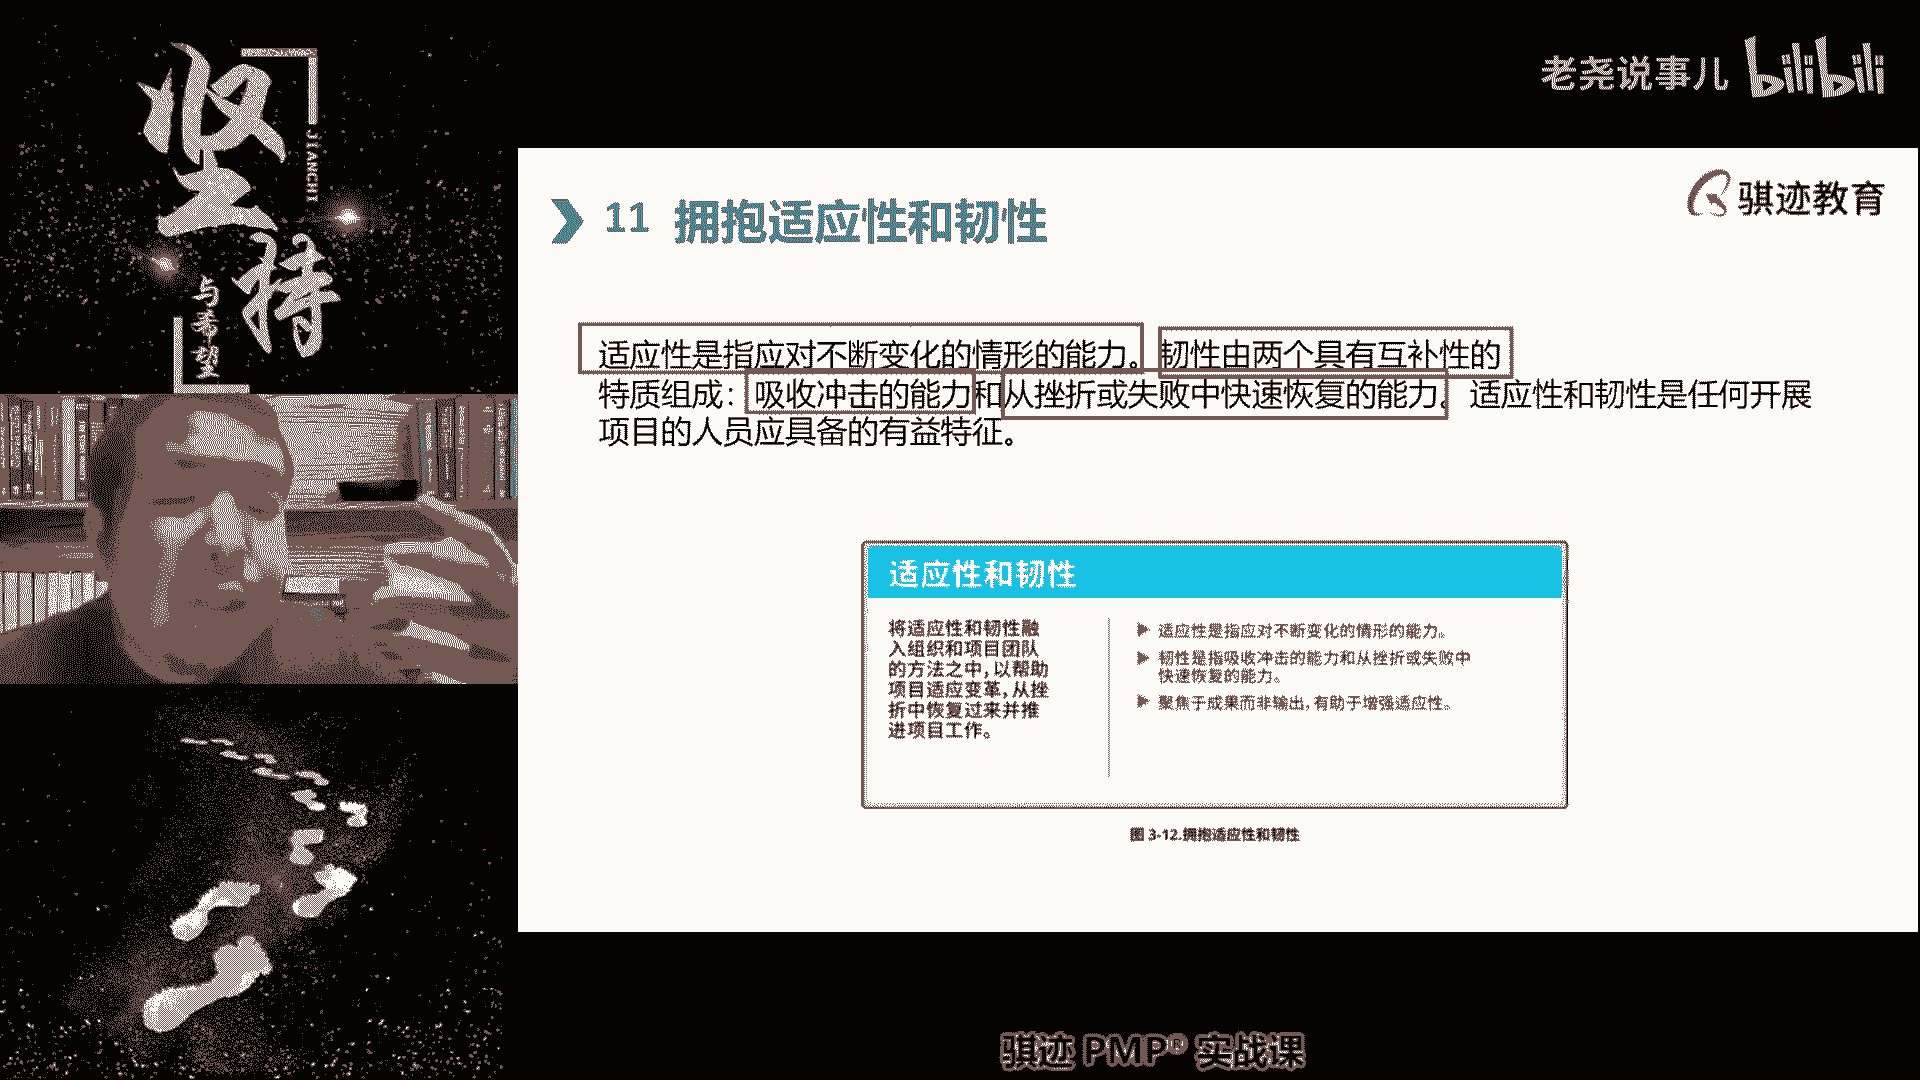 坚持
JIANCHI
与希望
老尧说事儿 bilibili
骐迹教育
11 拥抱适应性和韧性
适应性是指应对不断变化的情形的能力。韧性由两个具有互补性的
特质组成：吸收冲击的能力和从挫折或失败中快速恢复的能力。适应性和韧性是任何开展
项目的人员应具备的有益特征。
适应性和韧性
将适应性和韧性融
入组织和项目团队
的方法之中，以帮助
项目适应变革，从挫
折中恢复过来并推
进项目工作。
适应性是指应对不断变化的情形的能力。
韧性是指吸收冲击的能力和从挫折或失败中
快速恢复的能力。
聚焦于成果而非输出，有助于增强适应性。
图 3-12.拥抱适应性和韧性
骐迹 PMP® 实战课